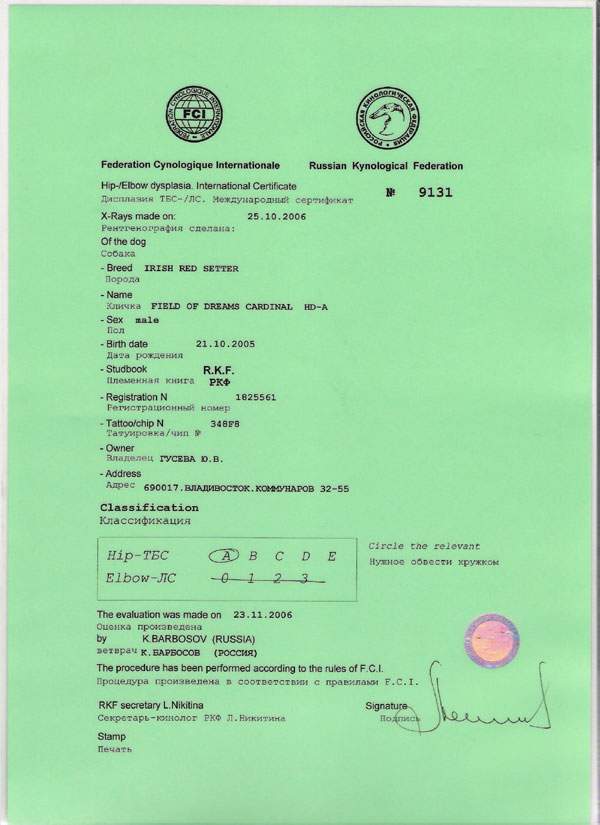 FEDERATION CYNOLOGIQUE INTERNATIONALE
FCI
РОССИЙСКАЯ КИНОЛОГИЧЕСКАЯ ФЕДЕРАЦИЯ
Federation Cynologique Internationale Russian Kynological Federation
Hip-/Elbow dysplasia. International Certificate № 9131
Дисплазия ТБС-/ЛС. Международный сертификат
X-Rays made on: 25.10.2006
Рентгенография сделана:
Of the dog
Собака
- Breed IRISH RED SETTER
Порода
- Name
Кличка FIELD OF DREAMS CARDINAL HD-A
- Sex male
Пол
- Birth date 21.10.2005
Дата рождения
- Studbook R.K.F.
Племенная книга РКФ
- Registration N 1825561
Регистрационный номер
- Tattoo/chip N 348F8
Татуировка/чип №
- Owner
Владелец ГУСЕВА Ю.В.
- Address
Адрес 690017.ВЛАДИВОСТОК.КОММУНАРОВ 32-55
Classification
Классификация
Hip-ТБС A B C D E Circle the relevant
Нужное обвести кружком
Elbow-ЛС 0 1 2 3
The evaluation was made on 23.11.2006
Оценка произведена
by K.BARBOSOV (RUSSIA)
ветврач К.БАРБОСОВ (РОССИЯ)
The procedure has been performed according to the rules of F.C.I.
Процедура произведена в соответствии с правилами F.C.I.
RKF secretary L.Nikitina Signature
Секретарь-кинолог РКФ Л.Никитина Подпись
Stamp
Печать